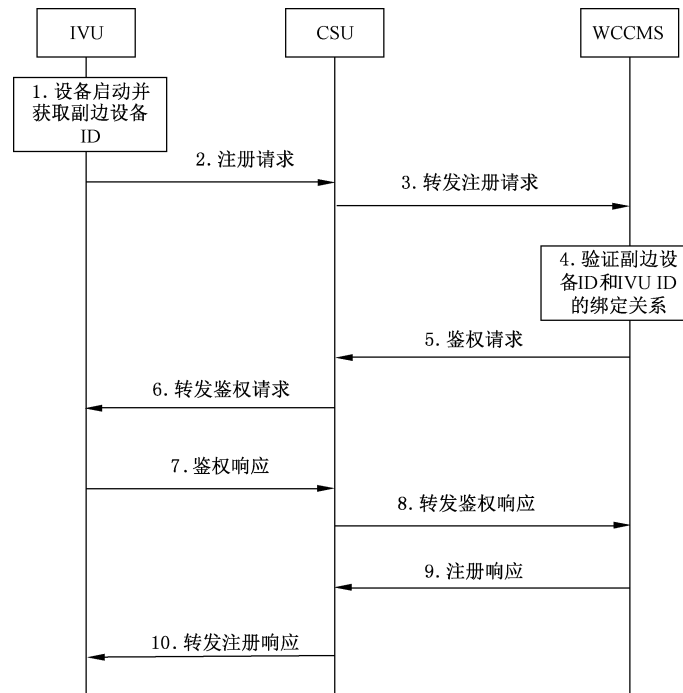 IVU
CSU
WCCMS
1. 设备启动并
获取副边设备
ID
2. 注册请求
3. 转发注册请求
4. 验证副边设
备ID和IVU ID
的绑定关系
5. 鉴权请求
6. 转发鉴权请求
7. 鉴权响应
8. 转发鉴权响应
9. 注册响应
10. 转发注册响应